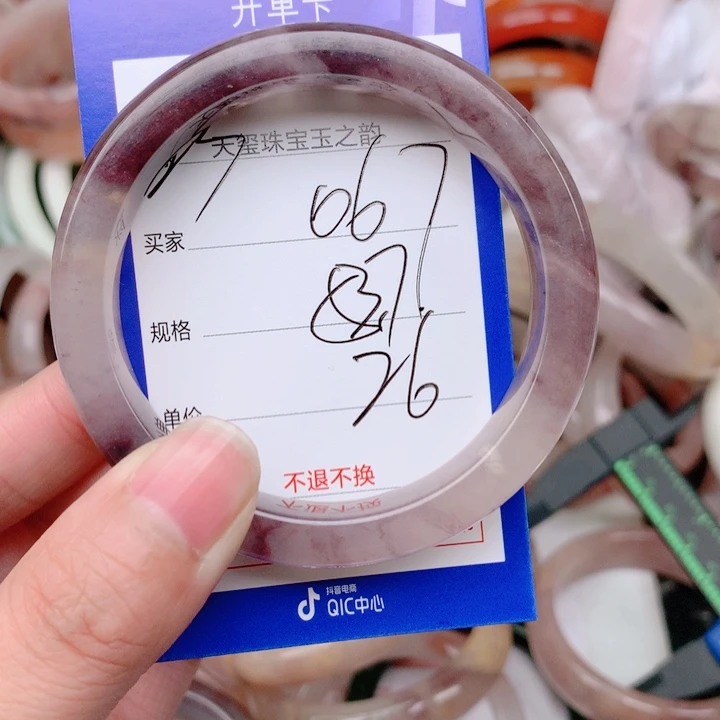 开单卡
天玺珠宝玉之韵
买家 067
规格
单价 76
不退不换
抖音电商
QIC中心